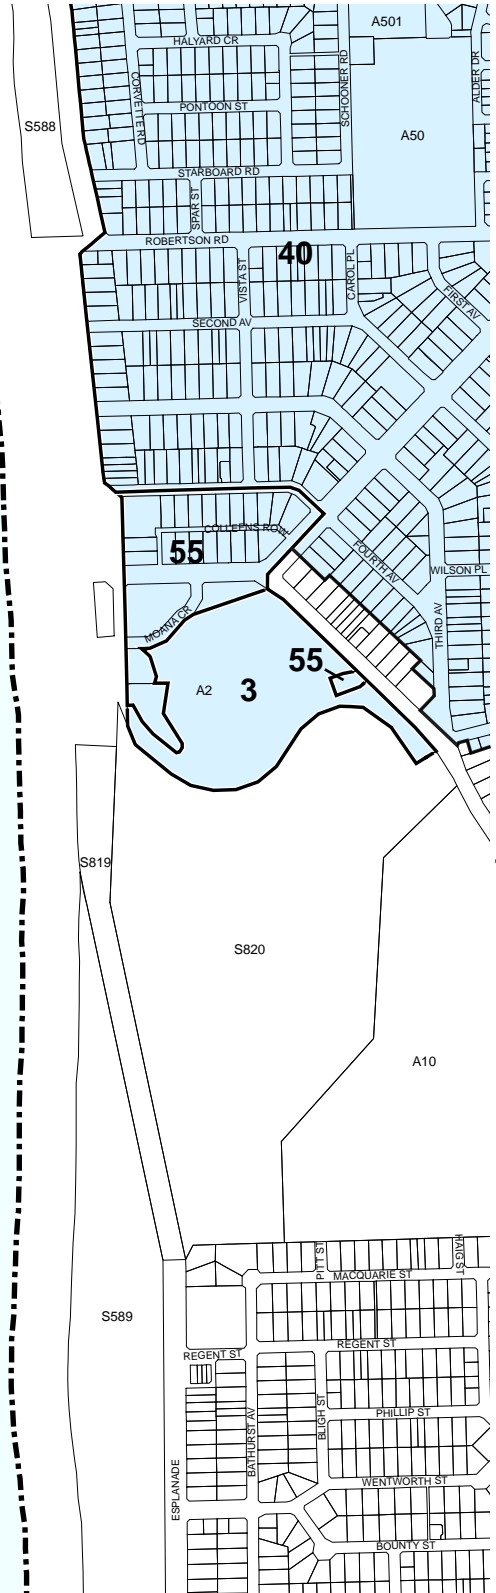 A501
HALYARD CR
CORVETTE RD
SCHOONER RD
ALDER DR
PONTOON ST
S588
A50
STARBOARD RD
SPAR ST
ROBERTSON RD
40
VISTA ST
CAROL PL
FIRST AV
SECOND AV
COLLEENS ROW
55
FOURTH AV
WILSON PL
THIRD AV
MOANA CR
55
A2
3
S819
S820
A10
PITT ST
HAIG ST
MACQUARIE ST
S589
REGENT ST
REGENT ST
BLIGH ST
BATHURST AV
PHILLIP ST
ESPLANADE
WENTWORTH ST
BOUNTY ST